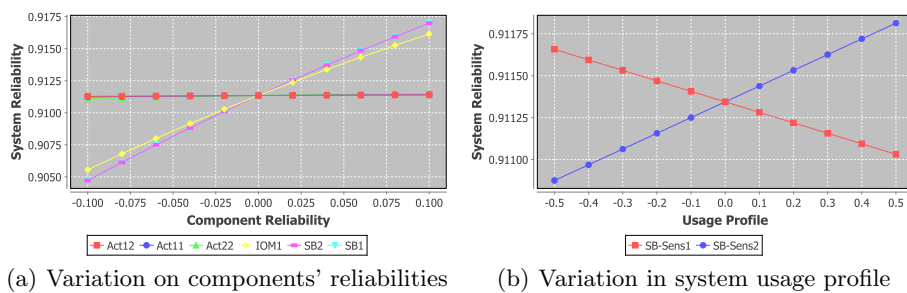 System Reliability
0.9175
0.9150
0.9125
0.9100
0.9075
0.9050
-0.100 -0.075 -0.050 -0.025 0.000 0.025 0.050 0.075 0.100
Component Reliability
Act12 Act11 Act22 IOM1 SB2 SB1
(a) Variation on components' reliabilities
System Reliability
0.91175
0.91150
0.91125
0.91100
-0.5 -0.4 -0.3 -0.2 -0.1 0.0 0.1 0.2 0.3 0.4 0.5
Usage Profile
SB-Sens1 SB-Sens2
(b) Variation in system usage profile